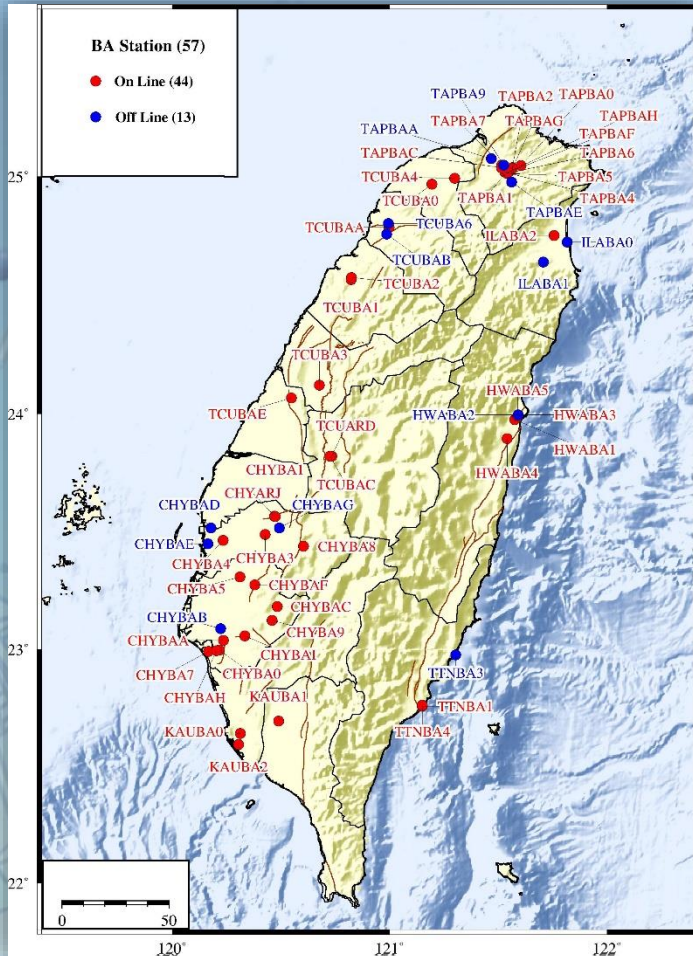 BA Station (57)
On Line (44)
Off Line (13)
TAPBA9
TAPBA2
TAPBA0
TAPBA7
TAPBAG
TAPBAH
TAPBAA
TAPBAF
TAPBAC
TAPBA6
TCUBA4
TAPBA5
TCUBA0
TAPBA1
TAPBA4
TAPBAE
TCUBAA
TCUBA6
ILABA2
ILABA0
TCUBAB
TCUBA2
ILABA1
TCUBA1
TCUBA3
HWABA5
TCUBAE
HWABA2
HWABA3
TCUARD
HWABA1
CHYBA1
HWABA4
TCUBAC
CHYARJ
CHYBAD
CHYBAG
CHYBAE
CHYBA8
CHYBA3
CHYBA4
CHYBA5
CHYBAF
CHYBAC
CHYBAB
CHYBA9
CHYBAA
CHYBA1
CHYBA7
CHYBA0
TTNBA3
CHYBAH
KAUBA1
TTNBA1
KAUBA0
TTNBA4
KAUBA2
25°
24°
23°
22°
0 50
120° 121° 122°